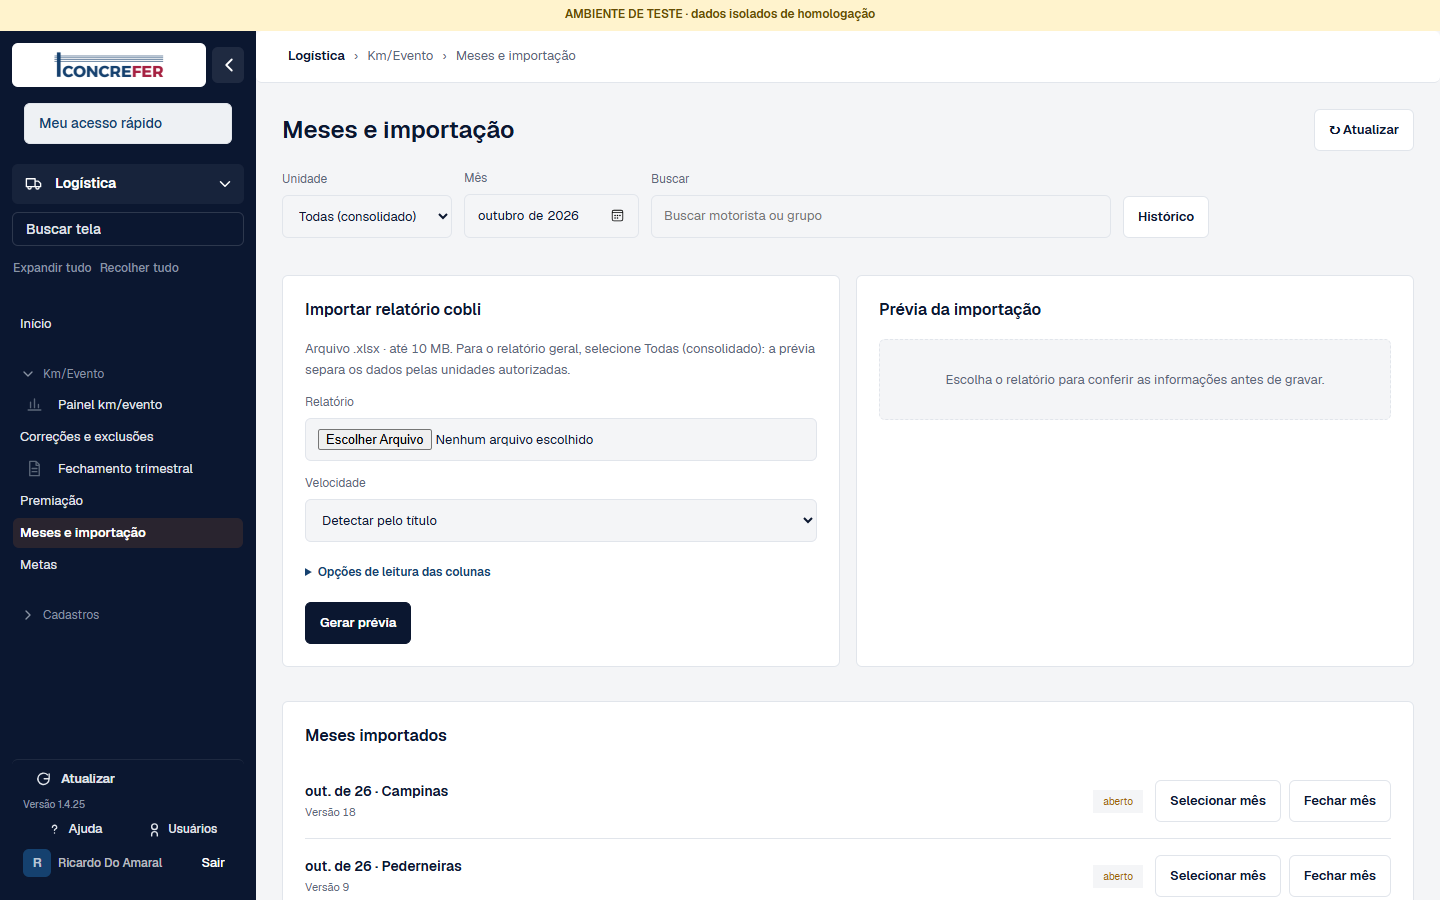 AMBIENTE DE TESTE · dados isolados de homologação
CONCREFER
Meu acesso rápido
Logística
Buscar tela
Expandir tudo Recolher tudo
Início
Km/Evento
Painel km/evento
Correções e exclusões
Fechamento trimestral
Premiação
Meses e importação
Metas
Cadastros
Atualizar
Versão 1.4.25
? Ajuda
Usuários
R Ricardo Do Amaral
Sair
Logística › Km/Evento › Meses e importação
Meses e importação
↻ Atualizar
Unidade
Mês
Buscar
Todas (consolidado)
outubro de 2026
Buscar motorista ou grupo
Histórico
Importar relatório cobli
Arquivo .xlsx · até 10 MB. Para o relatório geral, selecione Todas (consolidado): a prévia
separa os dados pelas unidades autorizadas.
Relatório
Escolher Arquivo Nenhum arquivo escolhido
Velocidade
Detectar pelo título
Opções de leitura das colunas
Gerar prévia
Prévia da importação
Escolha o relatório para conferir as informações antes de gravar.
Meses importados
out. de 26 · Campinas
Versão 18
aberto
Selecionar mês
Fechar mês
out. de 26 · Pederneiras
Versão 9
aberto
Selecionar mês
Fechar mês